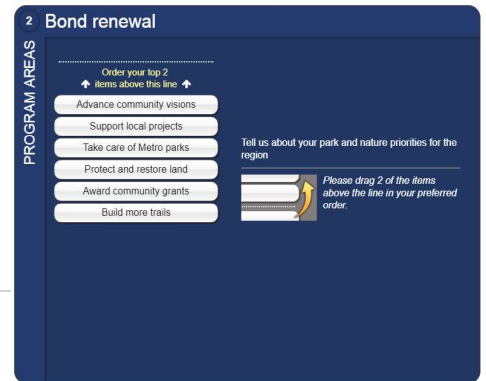 2 Bond renewal
PROGRAM AREAS
Order your top 2
items above this line
Advance community visions
Support local projects
Take care of Metro parks
Protect and restore land
Award community grants
Build more trails
Tell us about your park and nature priorities for the
region
Please drag 2 of the items
above the line in your preferred
order.